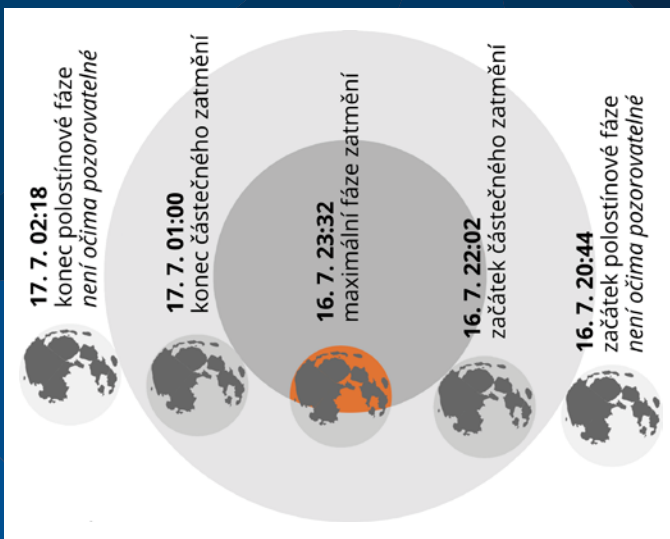 17. 7. 02:18
konec polostínové fáze
není očima pozorovatelné
17. 7. 01:00
konec částečného zatmění
16. 7. 23:32
maximální fáze zatmění
16. 7. 22:02
začátek částečného zatmění
16. 7. 20:44
začátek polostínové fáze
není očima pozorovatelné